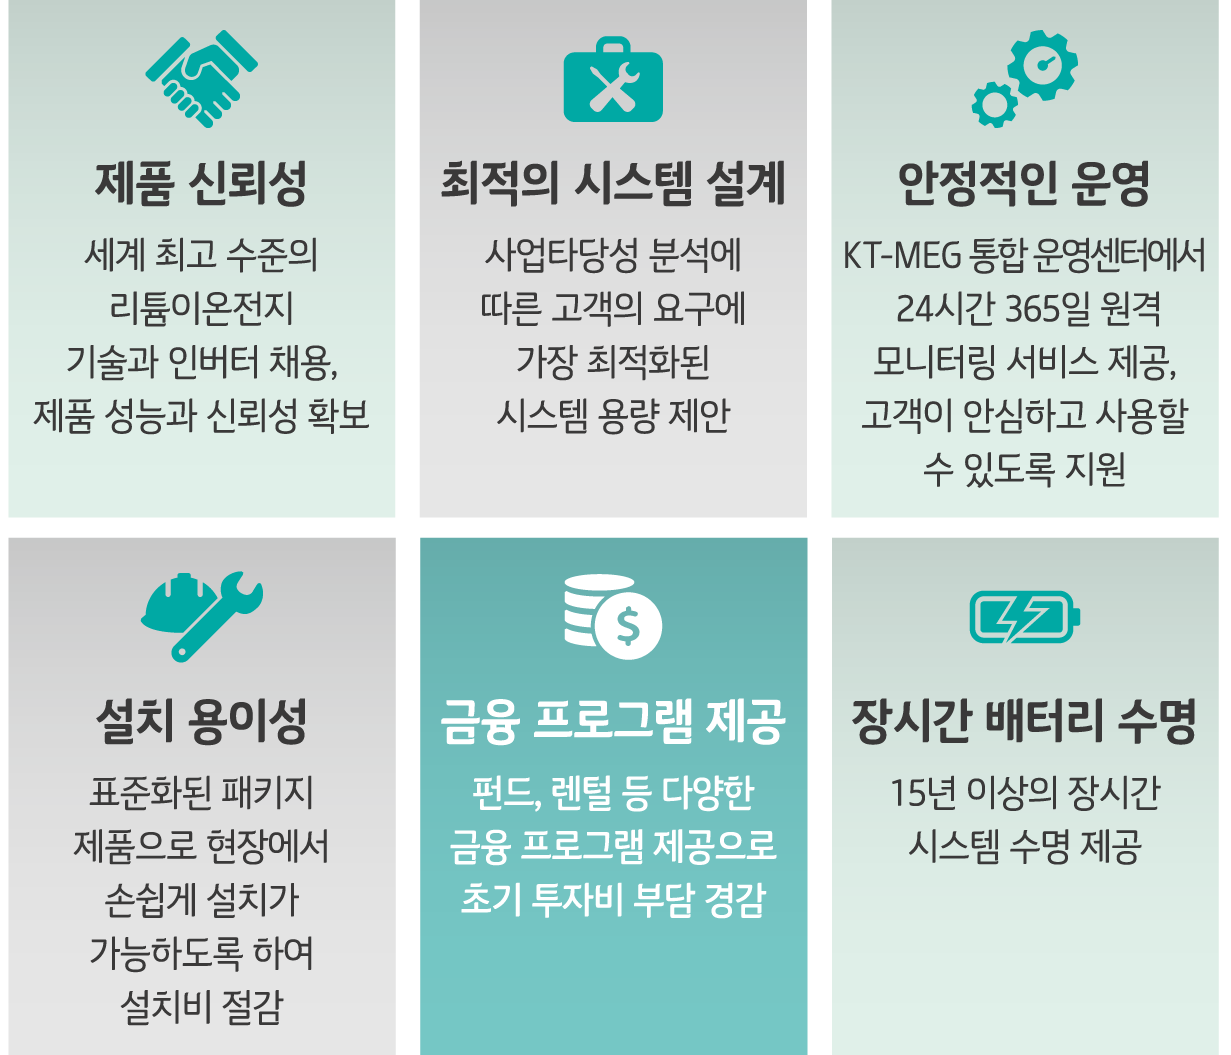 제품 신뢰성
세계 최고 수준의
리튬이온전지
기술과 인버터 채용,
제품 성능과 신뢰성 확보
최적의 시스템 설계
사업타당성 분석에
따른 고객의 요구에
가장 최적화된
시스템 용량 제안
안정적인 운영
KT-MEG 통합 운영센터에서
24시간 365일 원격
모니터링 서비스 제공,
고객이 안심하고 사용할
수 있도록 지원
설치 용이성
표준화된 패키지
제품으로 현장에서
손쉽게 설치가
가능하도록 하여
설치비 절감
$
금융 프로그램 제공
펀드, 렌털 등 다양한
금융 프로그램 제공으로
초기 투자비 부담 경감
장시간 배터리 수명
15년 이상의 장시간
시스템 수명 제공